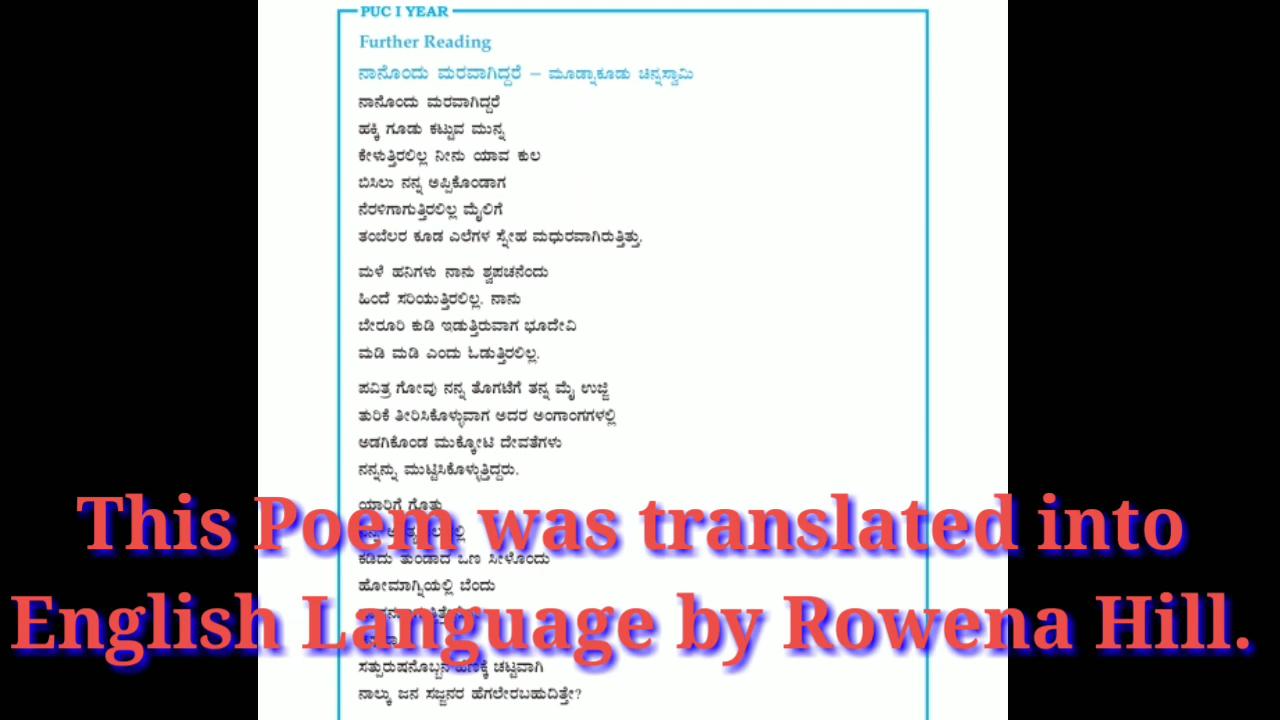 PUC I YEAR
Further Reading
ನಾನೊಂದು ಮರವಾಗಿದ್ದರೆ – ಮೂಡ್ನಾಕೂಡು ಚಿನ್ನಸ್ವಾಮಿ
ನಾನೊಂದು ಮರವಾಗಿದ್ದರೆ
ಹಕ್ಕಿ ಗೂಡು ಕಟ್ಟುವ ಮುನ್ನ
ಕೇಳುತ್ತಿರಲಿಲ್ಲ ನೀನು ಯಾವ ಕುಲ
ಬಿಸಿಲು ನನ್ನ ಅಪ್ಪಿಕೊಂಡಾಗ
ನೆರಳಿಗಾಗುತ್ತಿರಲಿಲ್ಲ ಮೈಲಿಗೆ
ತಂಬೆಲರ ಕೂಡ ಎಲೆಗಳ ಸ್ನೇಹ ಮಧುರವಾಗಿರುತ್ತಿತ್ತು.
ಮಳೆ ಹನಿಗಳು ನಾನು ಶ್ವಪಚನೆಂದು
ಹಿಂದೆ ಸರಿಯುತ್ತಿರಲಿಲ್ಲ. ನಾನು
ಬೇರೂರಿ ಕುಡಿ ಇಡುತ್ತಿರುವಾಗ ಭೂದೇವಿ
ಮಡಿ ಮಡಿ ಎಂದು ಓಡುತ್ತಿರಲಿಲ್ಲ.
ಪವಿತ್ರ ಗೋವು ನನ್ನ ತೊಗಟೆಗೆ ತನ್ನ ಮೈ ಉಜ್ಜಿ
ತುರಿಕೆ ತೀರಿಸಿಕೊಳ್ಳುವಾಗ ಅದರ ಅಂಗಾಂಗಗಳಲ್ಲಿ
ಅಡಗಿಕೊಂಡ ಮುಕ್ಕೋಟಿ ದೇವತೆಗಳು
ನನ್ನನ್ನು ಮುಟ್ಟಿಸಿಕೊಳ್ಳುತ್ತಿದ್ದರು.
ಯಾರಿಗೆ ಗೊತ್ತು
This Poem was translated into
ಕಡಿದು ತುಂಡಾದ ಒಣ ಸೀಳೊಂದು
ಹೋಮಾಗ್ನಿಯಲ್ಲಿ ಬೆಂದು
English Language by Rowena Hill.
ಸತ್ಪುರುಷನೊಬ್ಬನ ಹೆಣಕ್ಕೆ ಚಟ್ಟವಾಗಿ
ನಾಲ್ಕು ಜನ ಸಜ್ಜನರ ಹೆಗಲೇರಬಹುದಿತ್ತೇ?